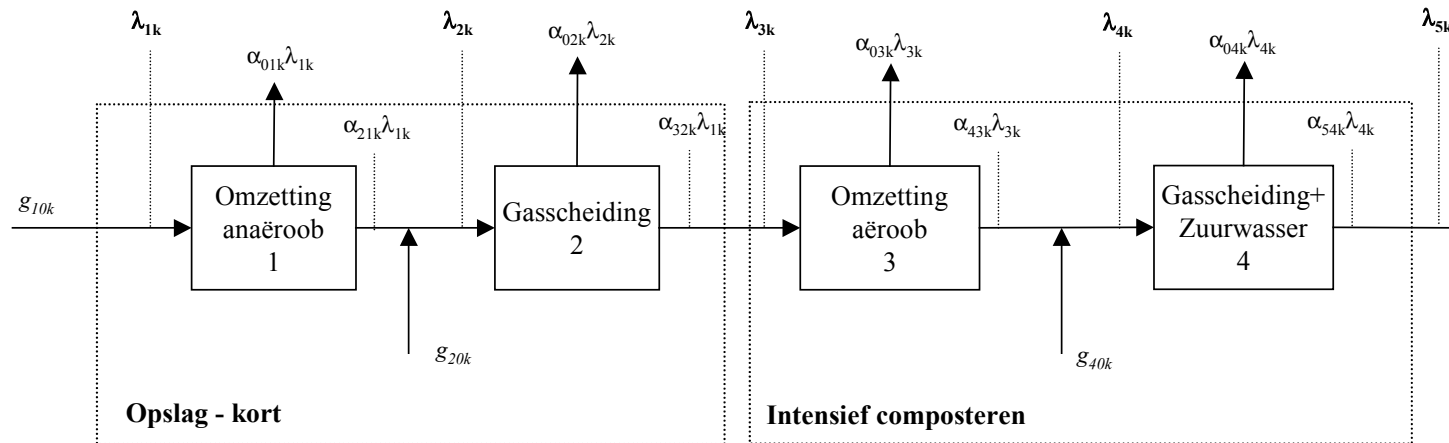 λ1k
λ2k
λ3k
λ4k
λ5k
α01kλ1k
α02kλ2k
α03kλ3k
α04kλ4k
α21kλ1k
α32kλ1k
α43kλ3k
α54kλ4k
g10k
Omzetting
anaëroob
1
Gasscheiding
2
Omzetting
aëroob
3
Gasscheiding+
Zuurwasser
4
g20k
g40k
Opslag - kort
Intensief composteren